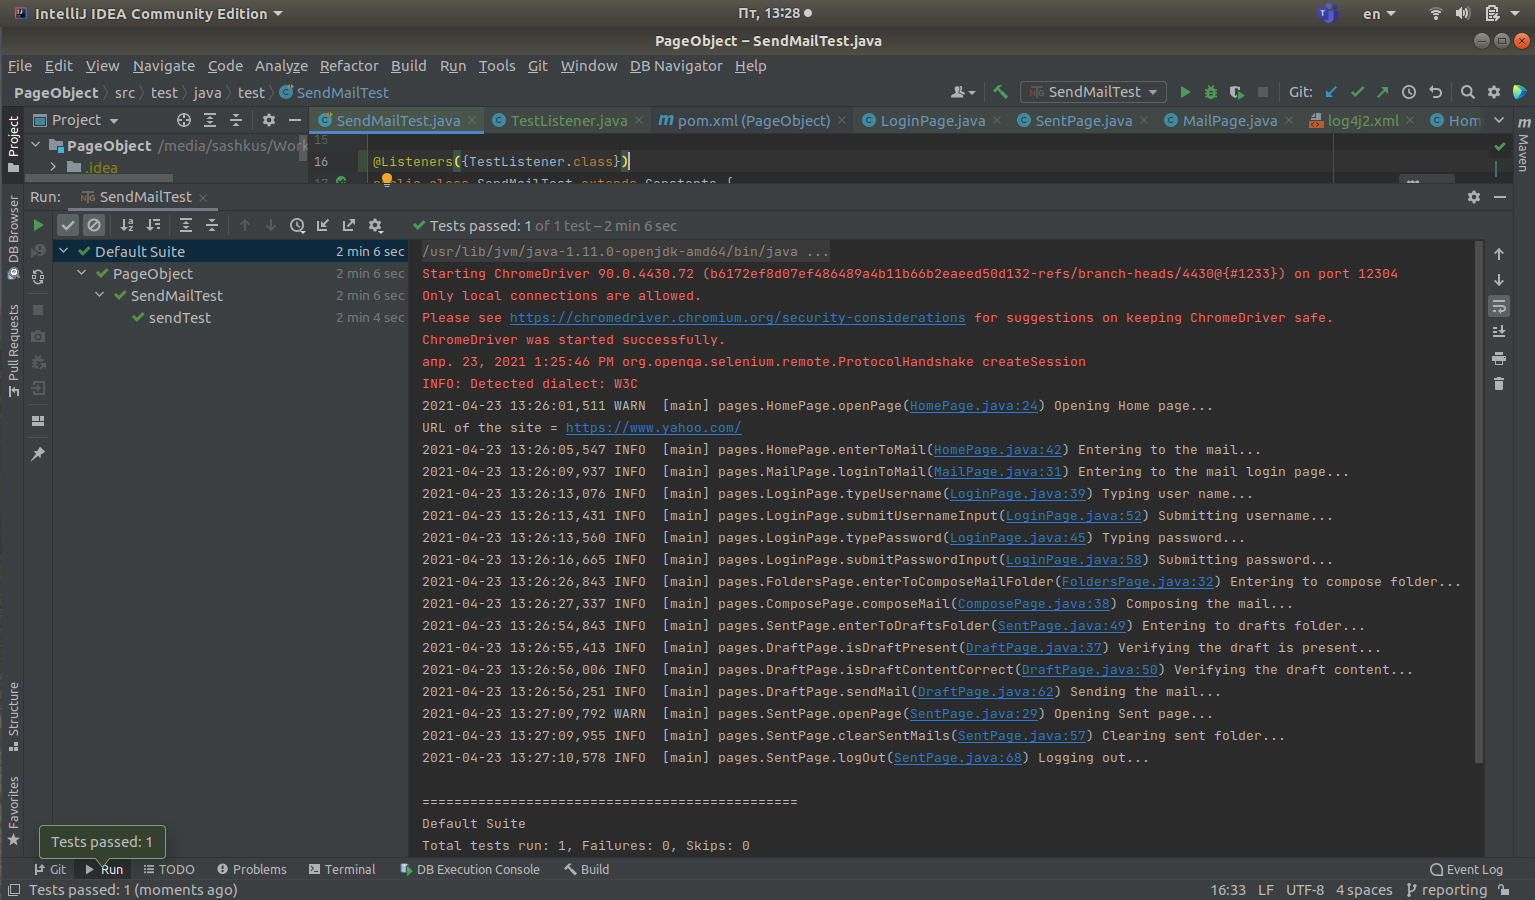 IntelliJ IDEA Community Edition
Пт, 13:28
en
PageObject – SendMailTest.java
File Edit View Navigate Code Analyze Refactor Build Run Tools Git Window DB Navigator Help
PageObject src test java test SendMailTest
SendMailTest
Git:
Project
SendMailTest.java
TestListener.java
pom.xml (PageObject)
LoginPage.java
SentPage.java
MailPage.java
log4j2.xml
Hom
Project
PageObject /media/sashkus/Work
.idea
15
16 @Listeners({TestListener.class})
17 public class SendMailTest extends Constants {
Maven
Run: SendMailTest
DB Browser
Pull Requests
Structure
Favorites
Tests passed: 1 of 1 test – 2 min 6 sec
Default Suite 2 min 6 sec
PageObject 2 min 6 sec
SendMailTest 2 min 6 sec
sendTest 2 min 4 sec
/usr/lib/jvm/java-1.11.0-openjdk-amd64/bin/java ...
Starting ChromeDriver 90.0.4430.72 (b6172ef8d07ef486489a4b11b66b2eaeed50d132-refs/branch-heads/4430@{#1233}) on port 12304
Only local connections are allowed.
Please see https://chromedriver.chromium.org/security-considerations for suggestions on keeping ChromeDriver safe.
ChromeDriver was started successfully.
апр. 23, 2021 1:25:46 PM org.openqa.selenium.remote.ProtocolHandshake createSession
INFO: Detected dialect: W3C
2021-04-23 13:26:01,511 WARN  [main] pages.HomePage.openPage(HomePage.java:24) Opening Home page...
URL of the site = https://www.yahoo.com/
2021-04-23 13:26:05,547 INFO  [main] pages.HomePage.enterToMail(HomePage.java:42) Entering to the mail...
2021-04-23 13:26:09,937 INFO  [main] pages.MailPage.loginToMail(MailPage.java:31) Entering to the mail login page...
2021-04-23 13:26:13,076 INFO  [main] pages.LoginPage.typeUsername(LoginPage.java:39) Typing user name...
2021-04-23 13:26:13,431 INFO  [main] pages.LoginPage.submitUsernameInput(LoginPage.java:52) Submitting username...
2021-04-23 13:26:13,560 INFO  [main] pages.LoginPage.typePassword(LoginPage.java:45) Typing password...
2021-04-23 13:26:16,665 INFO  [main] pages.LoginPage.submitPasswordInput(LoginPage.java:58) Submitting password...
2021-04-23 13:26:26,843 INFO  [main] pages.FoldersPage.enterToComposeMailFolder(FoldersPage.java:32) Entering to compose folder...
2021-04-23 13:26:27,337 INFO  [main] pages.ComposePage.composeMail(ComposePage.java:38) Composing the mail...
2021-04-23 13:26:54,843 INFO  [main] pages.SentPage.enterToDraftsFolder(SentPage.java:49) Entering to drafts folder...
2021-04-23 13:26:55,413 INFO  [main] pages.DraftPage.isDraftPresent(DraftPage.java:37) Verifying the draft is present...
2021-04-23 13:26:56,006 INFO  [main] pages.DraftPage.isDraftContentCorrect(DraftPage.java:50) Verifying the draft content...
2021-04-23 13:26:56,251 INFO  [main] pages.DraftPage.sendMail(DraftPage.java:62) Sending the mail...
2021-04-23 13:27:09,792 WARN  [main] pages.SentPage.openPage(SentPage.java:29) Opening Sent page...
2021-04-23 13:27:09,955 INFO  [main] pages.SentPage.clearSentMails(SentPage.java:57) Clearing sent folder...
2021-04-23 13:27:10,578 INFO  [main] pages.SentPage.logOut(SentPage.java:68) Logging out...
===============================================
Default Suite
Total tests run: 1, Failures: 0, Skips: 0
Tests passed: 1
Git Run TODO Problems Terminal DB Execution Console Build Event Log
Tests passed: 1 (moments ago)
16:33 LF UTF-8 4 spaces reporting